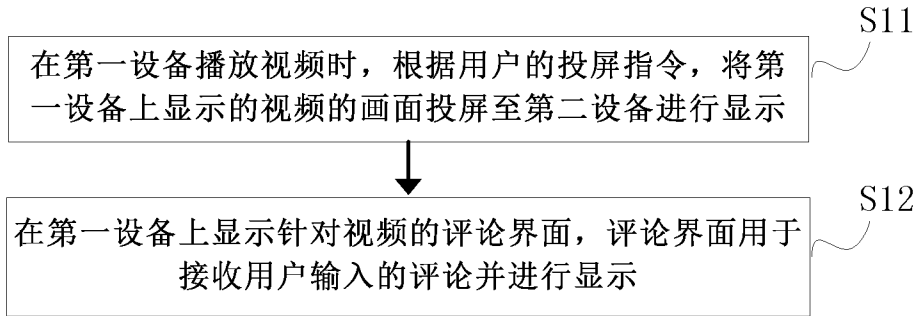 S11
在第一设备播放视频时，根据用户的投屏指令，将第
一设备上显示的视频的画面投屏至第二设备进行显示
S12
在第一设备上显示针对视频的评论界面，评论界面用于
接收用户输入的评论并进行显示